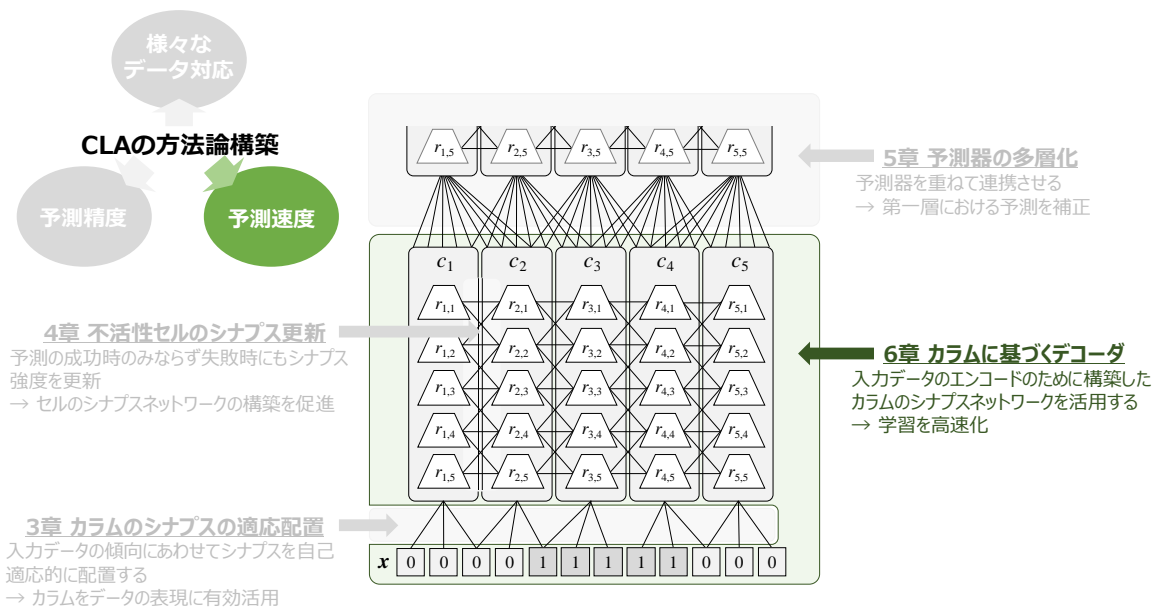 様々な
データ対応
CLAの方法論構築
予測精度
予測速度
r1,5 r2,5 r3,5 r4,5 r5,5
5章 予測器の多層化
予測器を重ねて連携させる
→ 第一層における予測を補正
c1 c2 c3 c4 c5
r1,1 r2,1 r3,1 r4,1 r5,1
r1,2 r2,2 r3,2 r4,2 r5,2
r1,3 r2,3 r3,3 r4,3 r5,3
r1,4 r2,4 r3,4 r4,4 r5,4
r1,5 r2,5 r3,5 r4,5 r5,5
4章 不活性セルのシナプス更新
予測の成功時のみならず失敗時にもシナプス
強度を更新
→ セルのシナプスネットワークの構築を促進
6章 カラムに基づくデコーダ
入力データのエンコードのために構築した
カラムのシナプスネットワークを活用する
→ 学習を高速化
3章 カラムのシナプスの適応配置
入力データの傾向にあわせてシナプスを自己
適応的に配置する
→ カラムをデータの表現に有効活用
x 0 0 0 0 1 1 1 1 1 0 0 0